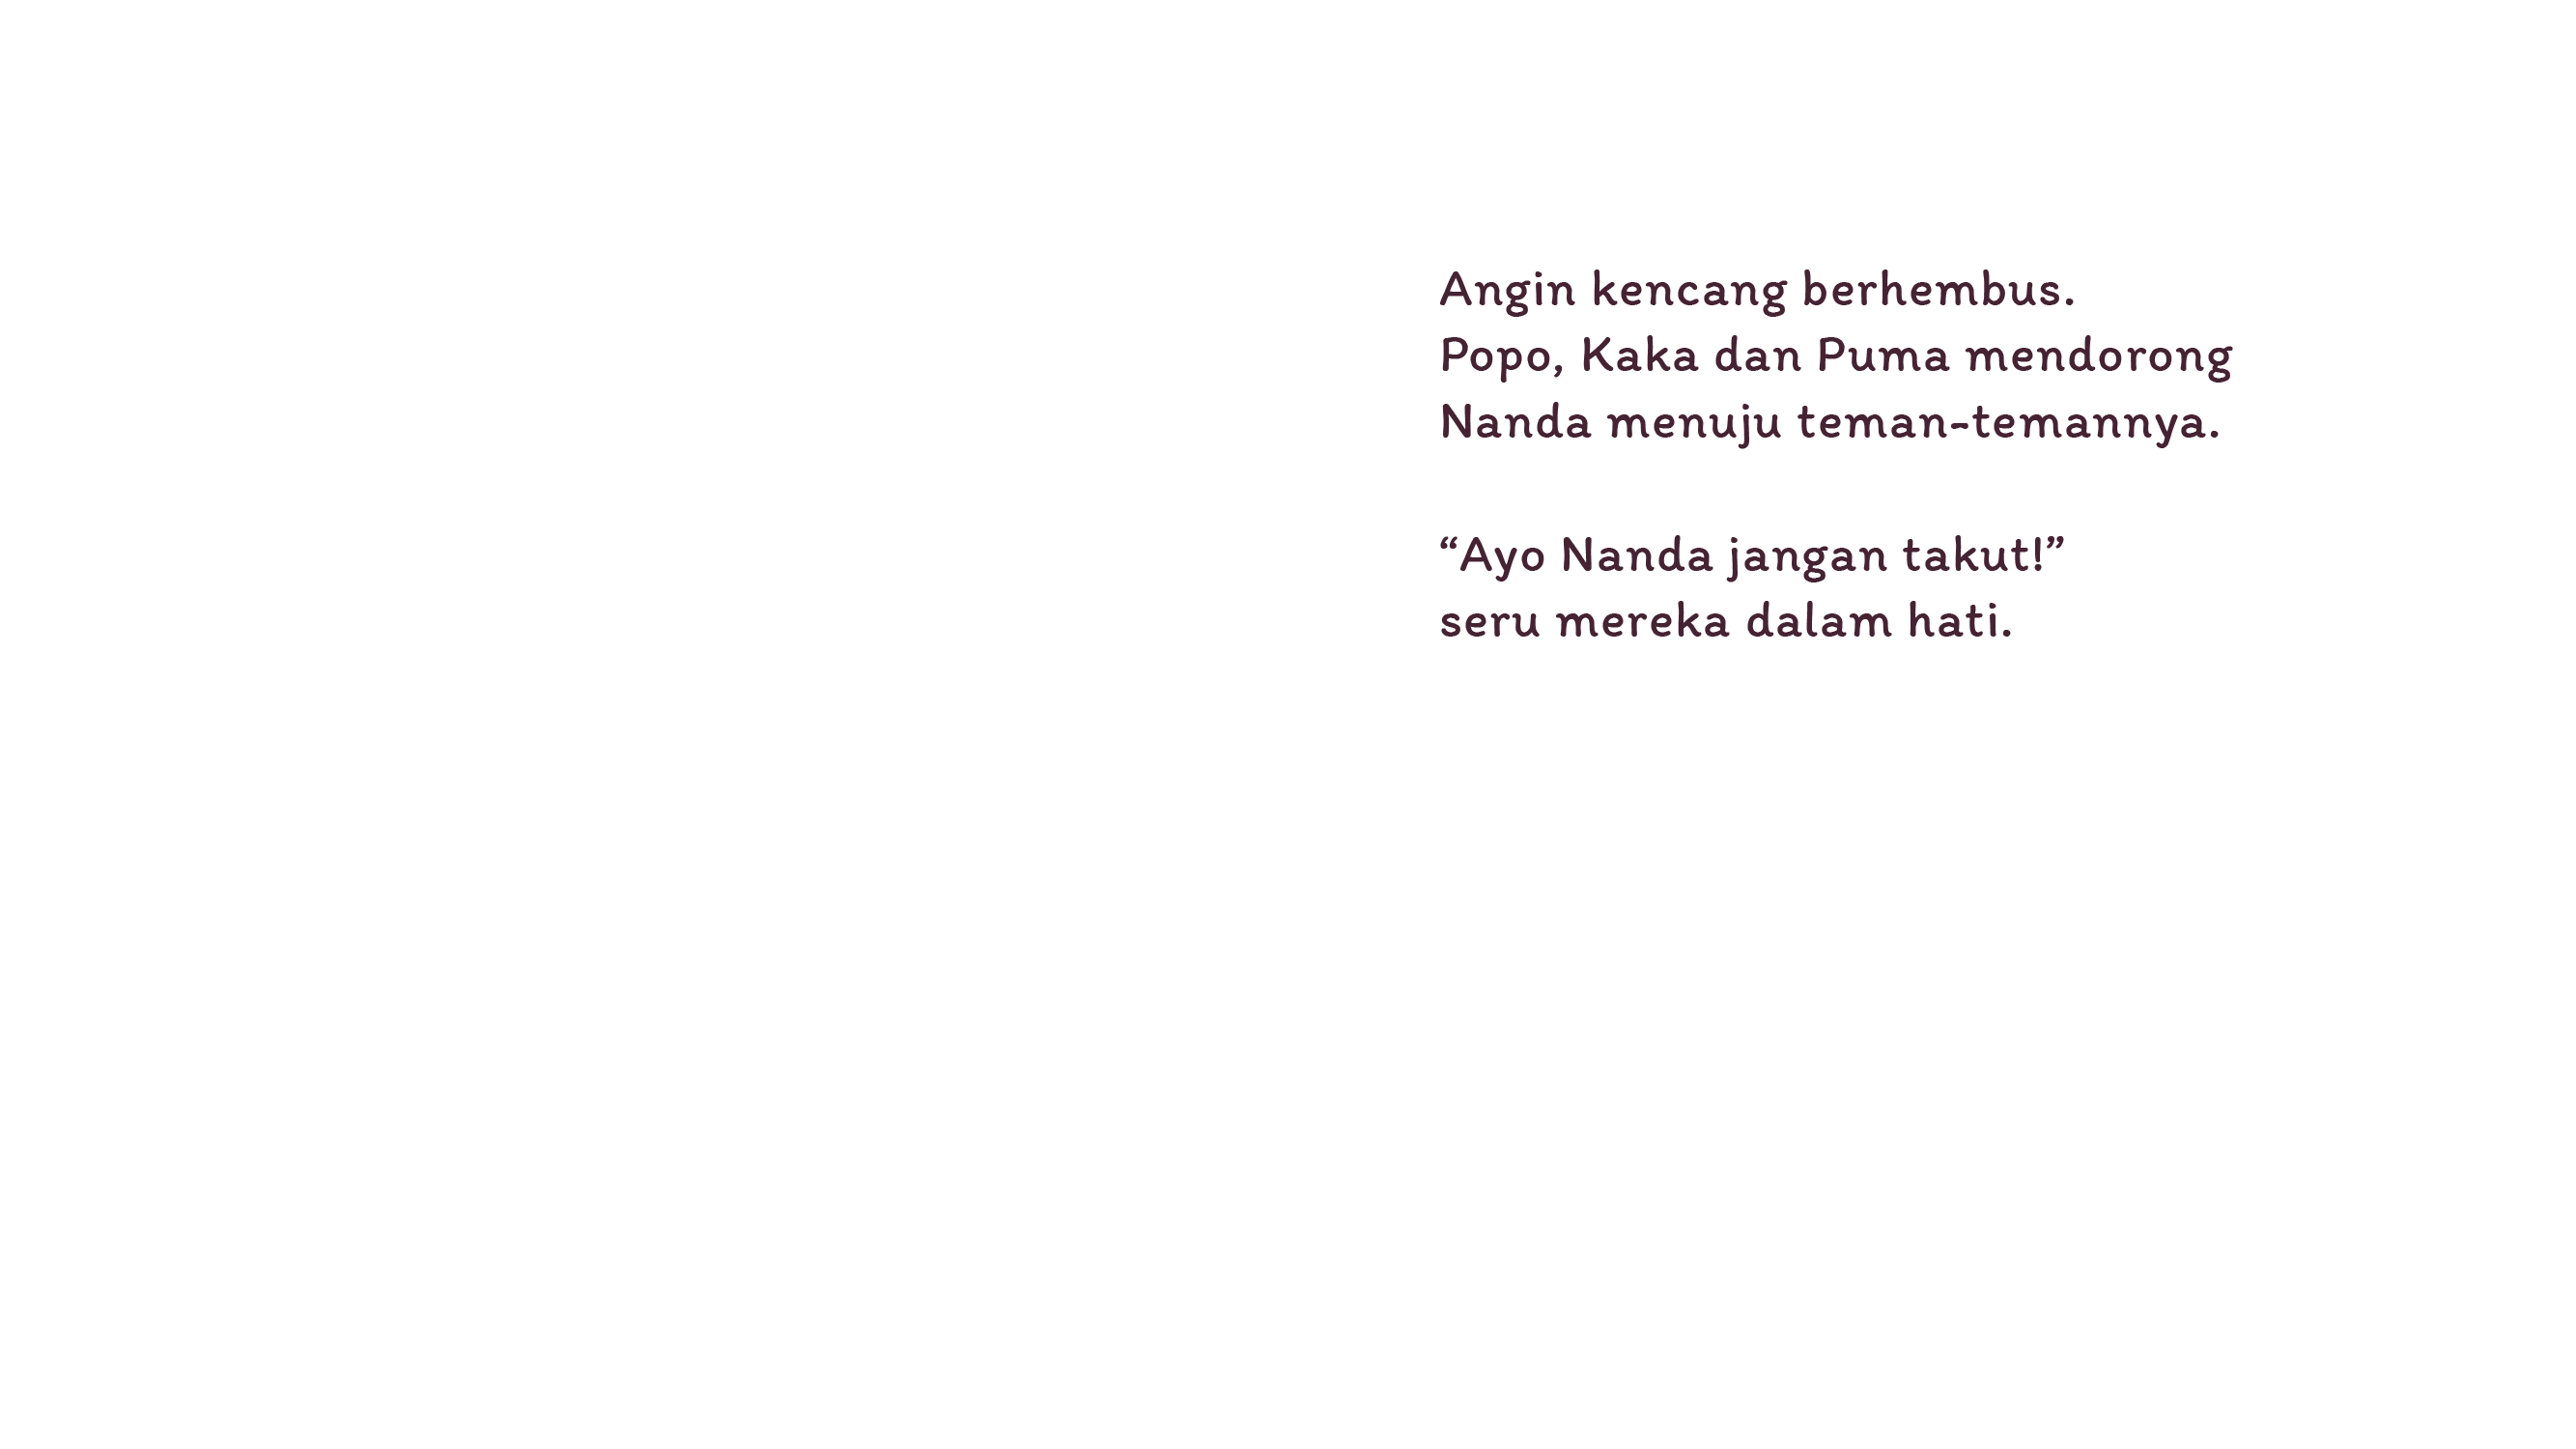 Angin kencang berhembus.
Popo, Kaka dan Puma mendorong
Nanda menuju teman-temannya.
“Ayo Nanda jangan takut!”
seru mereka dalam hati.